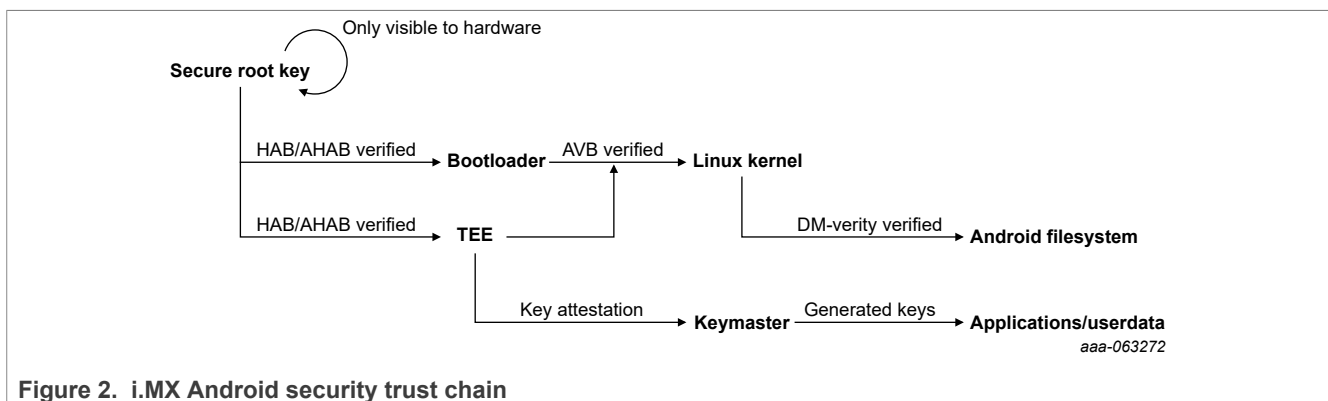 Only visible to hardware
Secure root key
HAB/AHAB verified
Bootloader
AVB verified
Linux kernel
HAB/AHAB verified
TEE
DM-verity verified
Android filesystem
Key attestation
Keymaster
Generated keys
Applications/userdata
aaa-063272
Figure 2. i.MX Android security trust chain